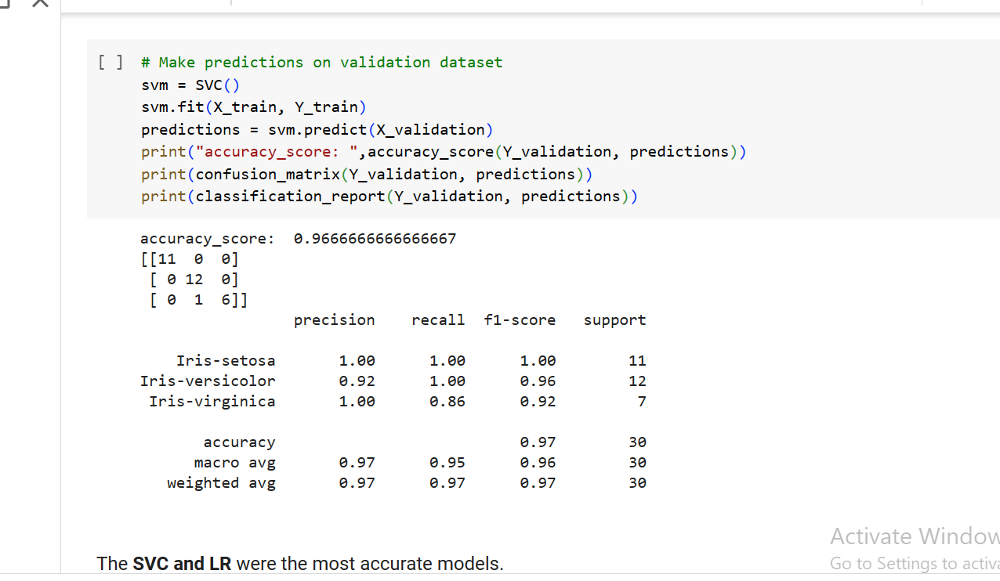 [ ] # Make predictions on validation dataset
svm = SVC()
svm.fit(X_train, Y_train)
predictions = svm.predict(X_validation)
print("accuracy_score: ",accuracy_score(Y_validation, predictions))
print(confusion_matrix(Y_validation, predictions))
print(classification_report(Y_validation, predictions))
accuracy_score:  0.9666666666666667
[[11  0  0]
 [ 0 12  0]
 [ 0  1  6]]
                 precision    recall  f1-score   support
    Iris-setosa       1.00      1.00      1.00        11
Iris-versicolor       0.92      1.00      0.96        12
 Iris-virginica       1.00      0.86      0.92         7
       accuracy                           0.97        30
      macro avg       0.97      0.95      0.96        30
   weighted avg       0.97      0.97      0.97        30
The SVC and LR were the most accurate models.
Activate Window
Go to Settings to activa